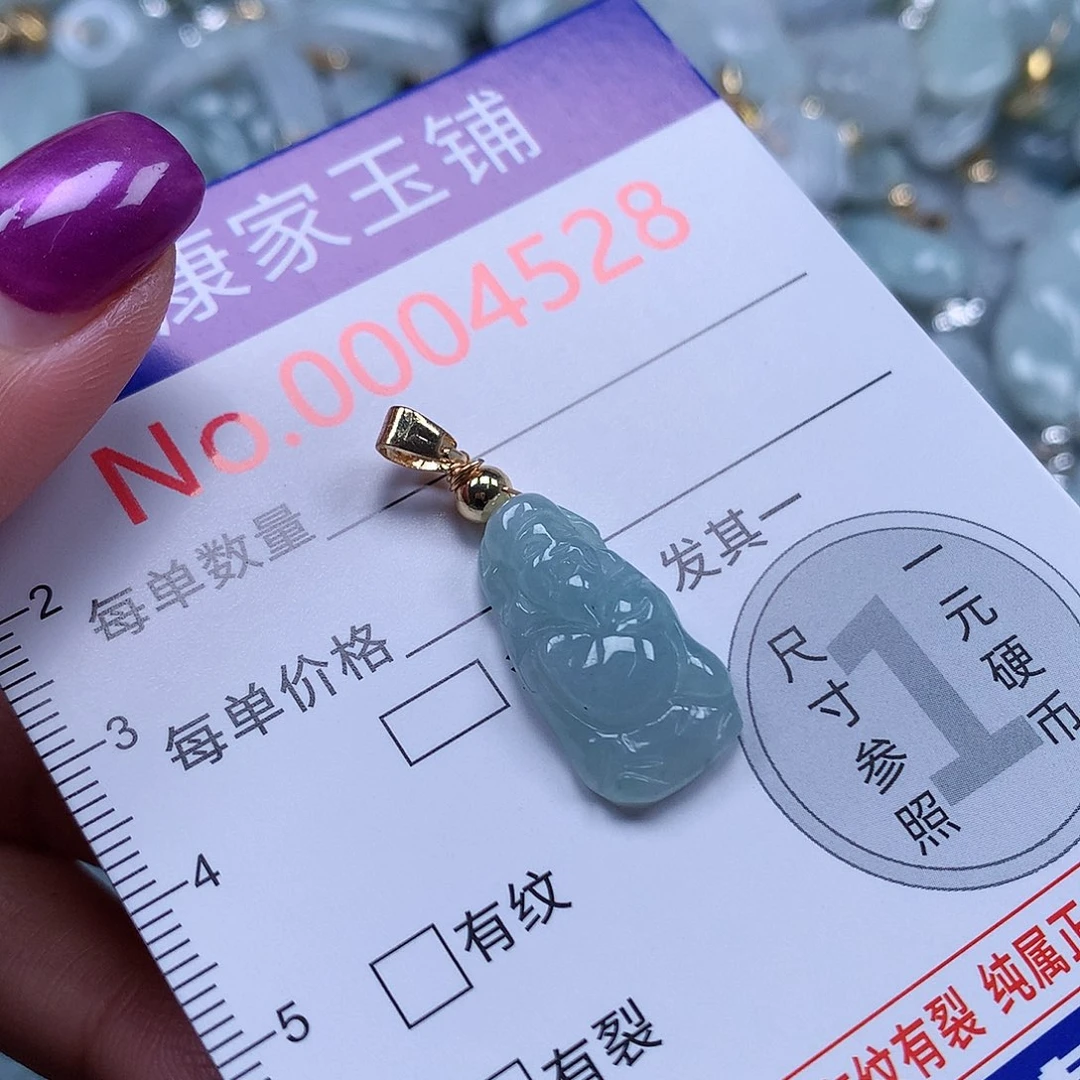 康家玉铺
No.0004528
每单数量
发其一
每单价格
一元硬币
1
尺寸参照
2
3
4
5
有纹
有裂
纹有裂 纯属正